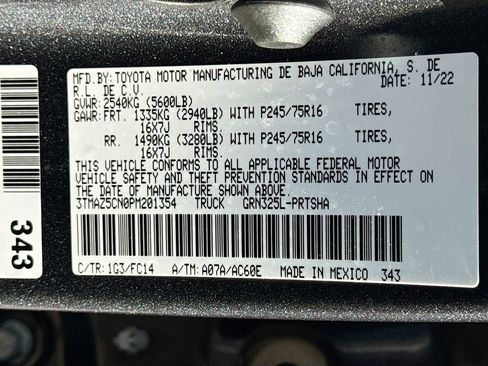 MFD.BY: TOYOTA MOTOR MANUFACTURING DE BAJA CALIFORNIA, S. DE
R.L. DE C.V. DATE: 11/22
GVWR: 2540KG (5600LB)
GAWR: FRT. 1335KG (2940LB) WITH P245/75R16 TIRES,
16X7J RIMS.
RR. 1490KG (3280LB) WITH P245/75R16 TIRES,
16X7J RIMS.
THIS VEHICLE CONFORMS TO ALL APPLICABLE FEDERAL MOTOR
VEHICLE SAFETY AND THEFT PREVENTION STANDARDS IN EFFECT ON
THE DATE OF MANUFACTURE SHOWN ABOVE.
3TMAZ5CN0PM201354 TRUCK GRN325L-PRTSHA
C/TR: 1G3/FC14 A/TM: A07A/AC60E MADE IN MEXICO 343
343